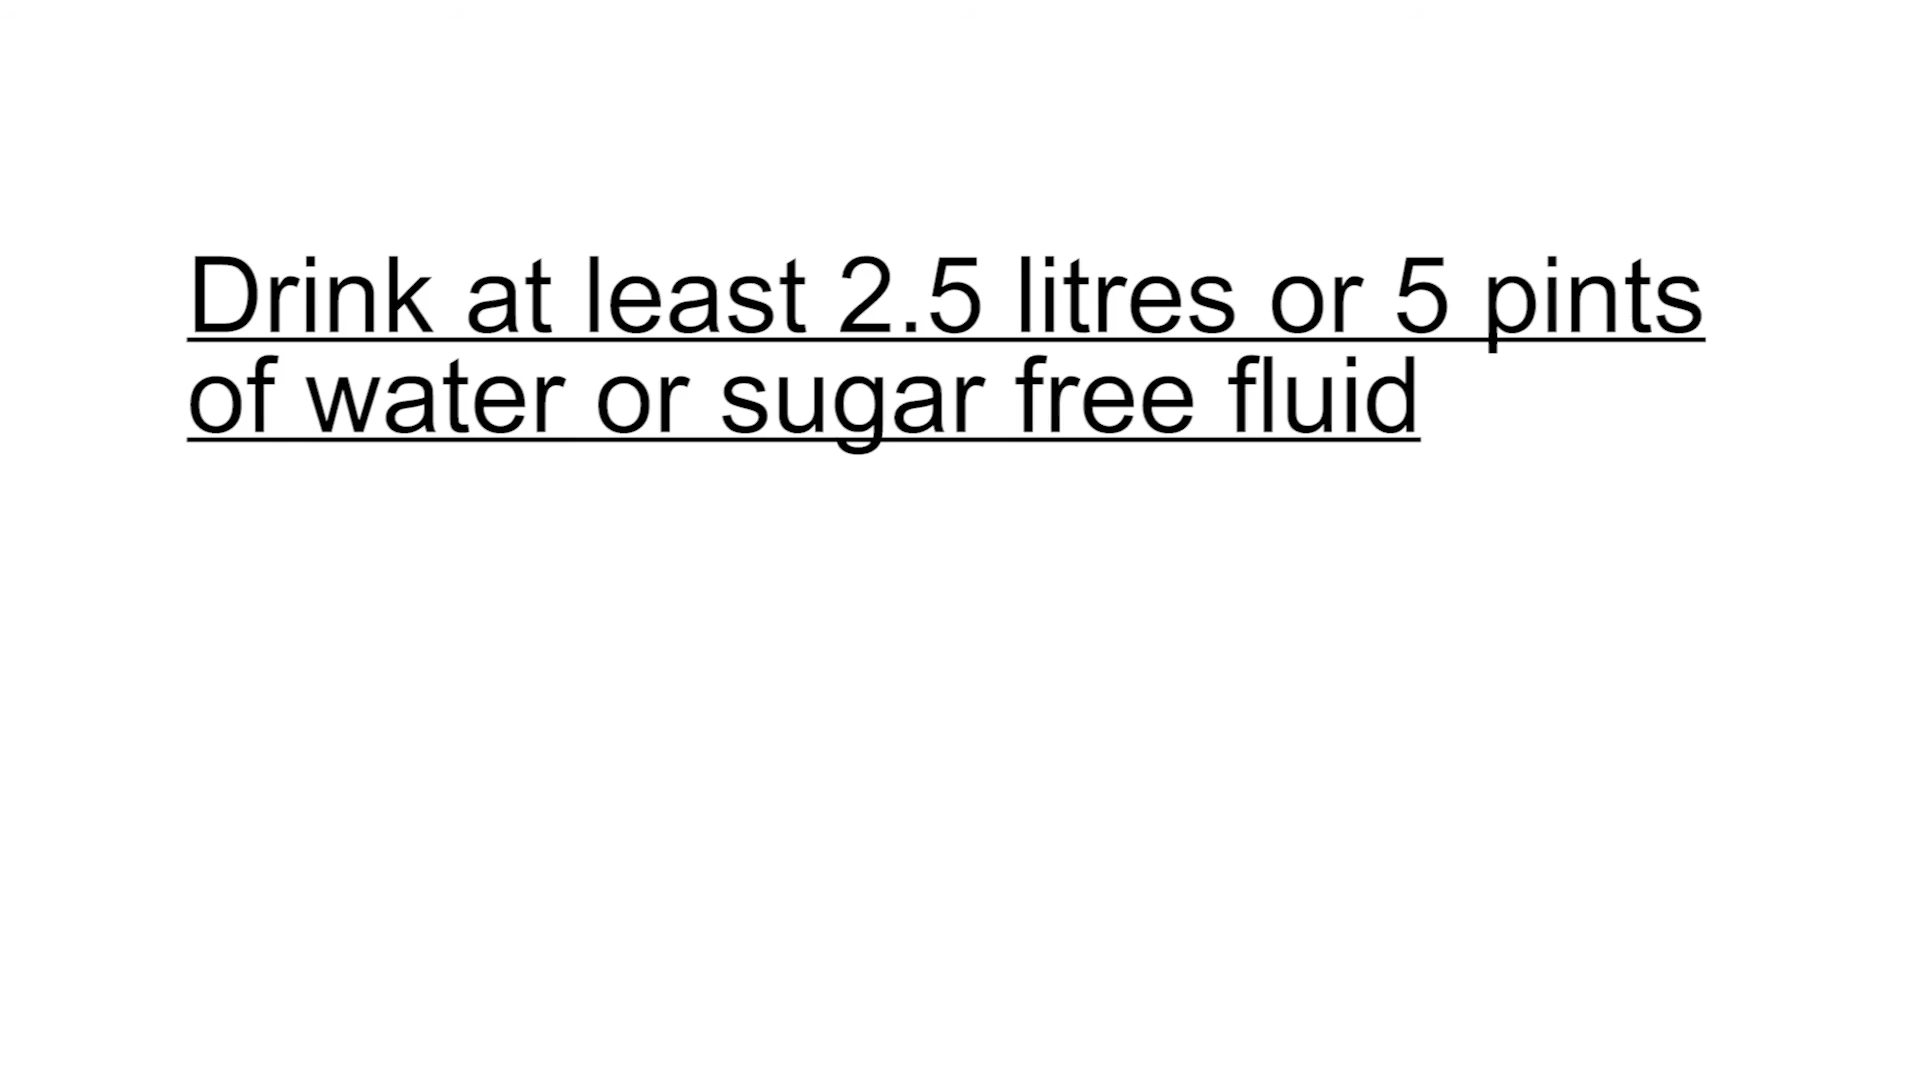 Drink at least 2.5 litres or 5 pints
of water or sugar free fluid